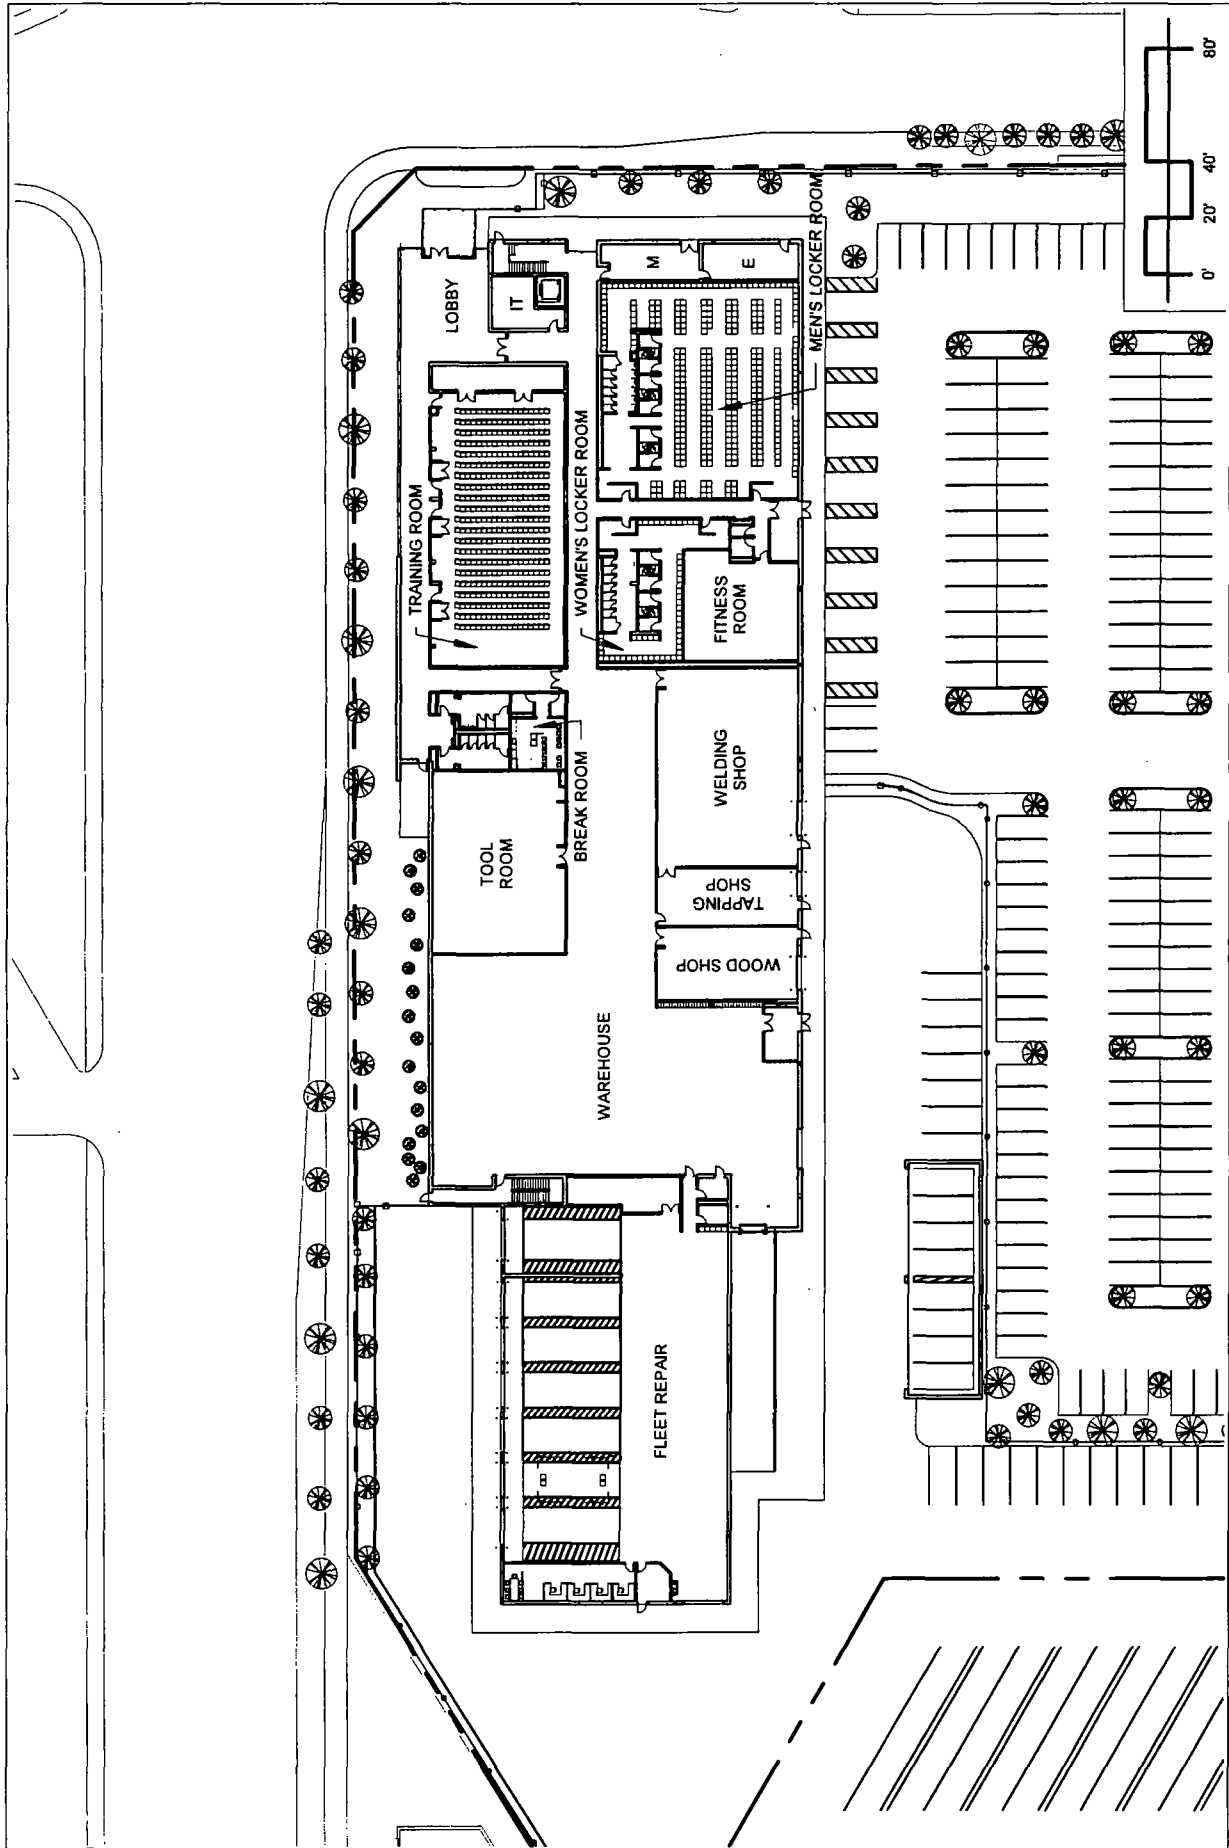 LOBBY
IT
M
E
MEN'S LOCKER ROOM
TRAINING ROOM
WOMEN'S LOCKER ROOM
FITNESS
ROOM
BREAK ROOM
TOOL
ROOM
WELDING
SHOP
TAPPING
SHOP
WOOD SHOP
WAREHOUSE
FLEET REPAIR
0'
20'
40'
80'